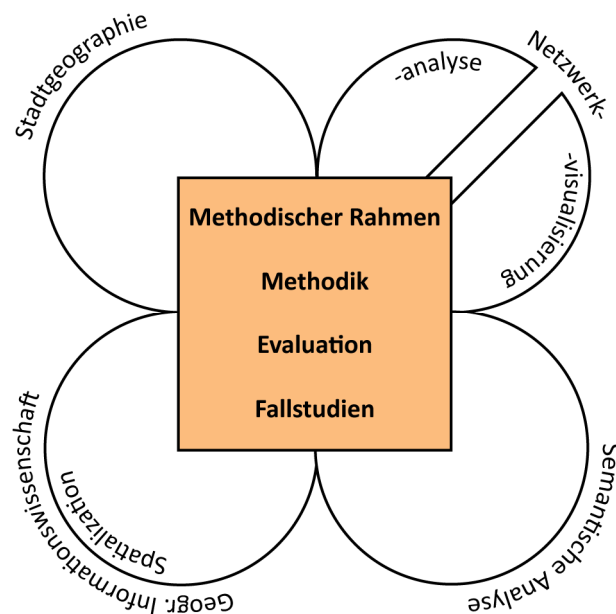 Stadtgeographie
Netzwerk-
-analyse
-visualisierung
Methodischer Rahmen
Methodik
Evaluation
Fallstudien
Geogr. Informationswissenschaft
Spatialization
Semantische Analyse